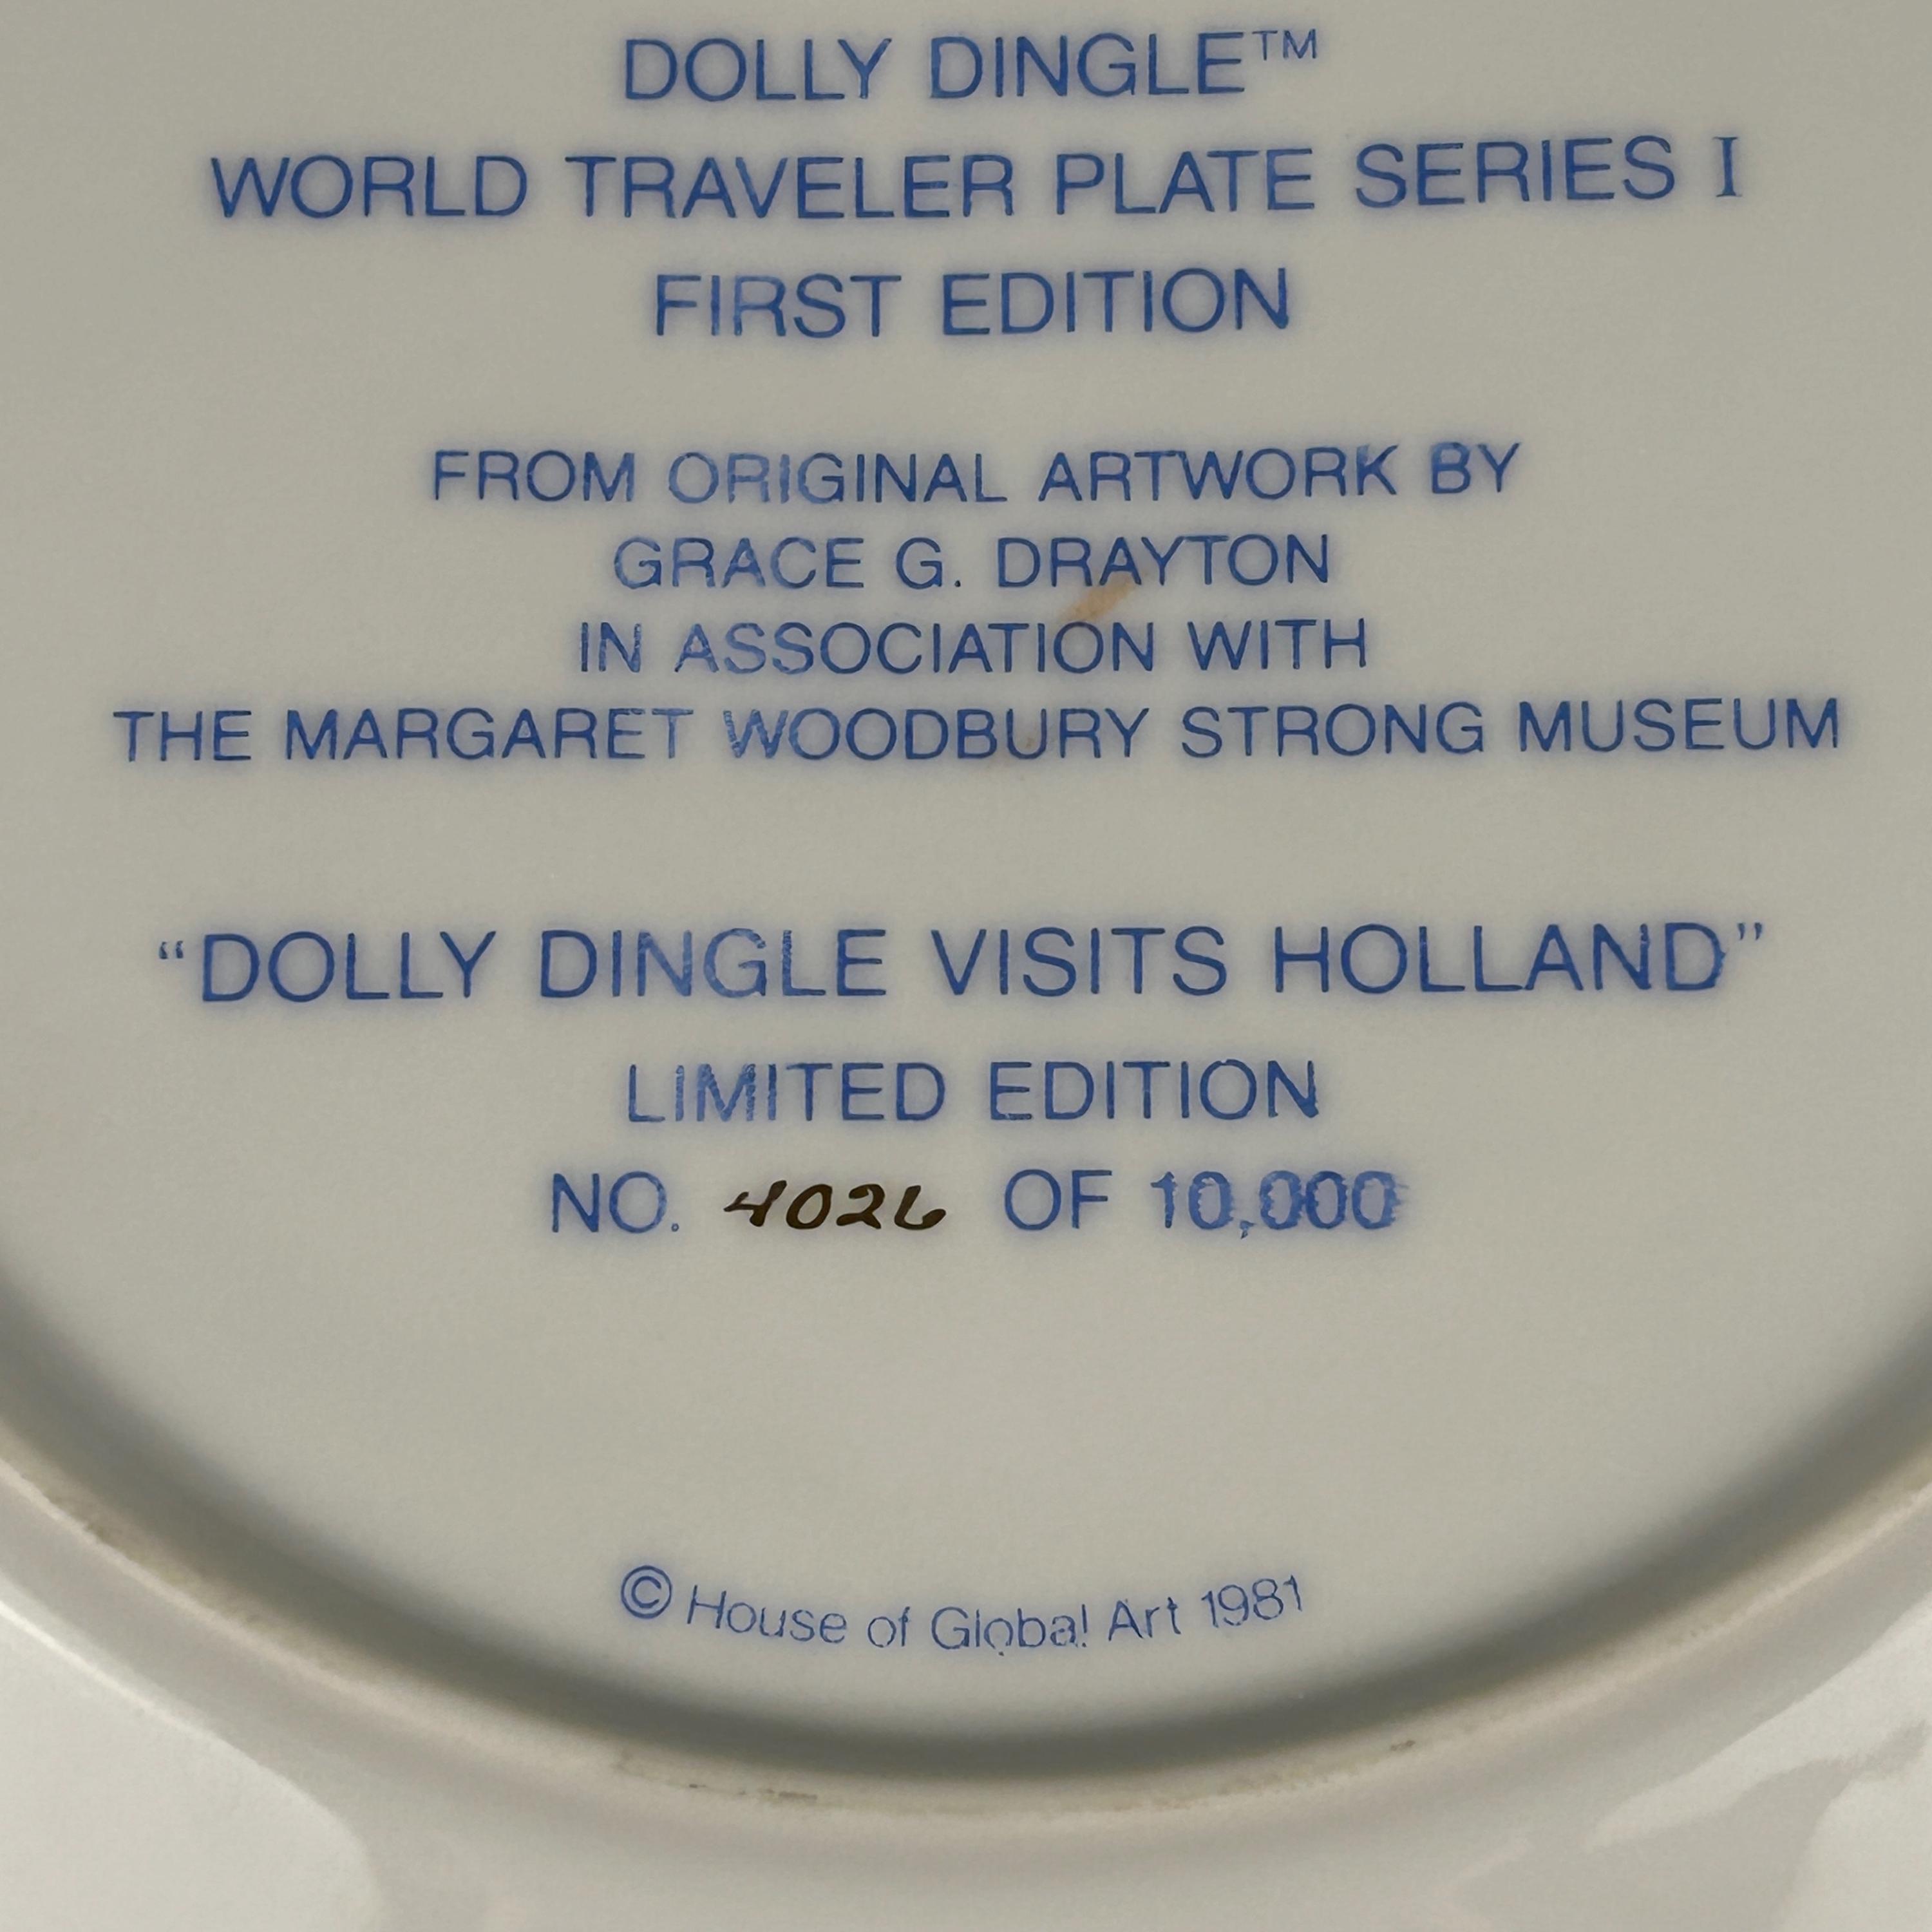 DOLLY DINGLE™
WORLD TRAVELER PLATE SERIES I
FIRST EDITION
FROM ORIGINAL ARTWORK BY
GRACE G. DRAYTON
IN ASSOCIATION WITH
THE MARGARET WOODBURY STRONG MUSEUM
“DOLLY DINGLE VISITS HOLLAND”
LIMITED EDITION
NO. 4026 OF 10,000
© House of Global Art 1981